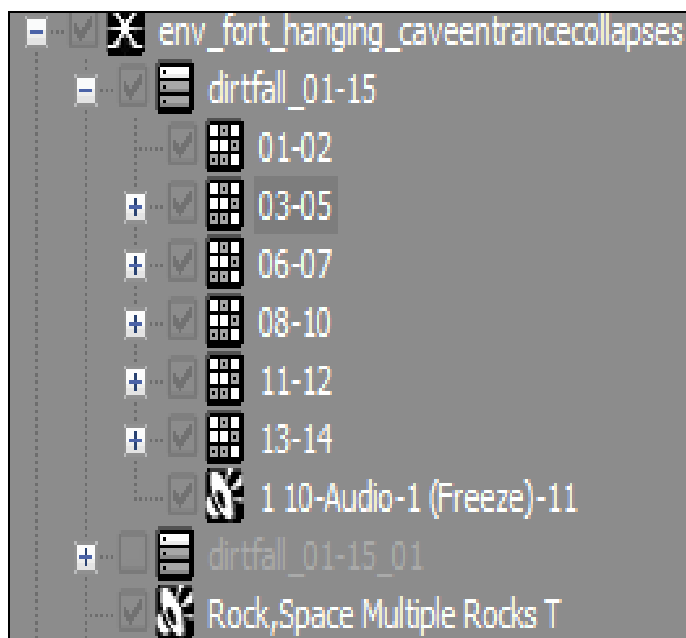 env_fort_hanging_caveentrancecollapses
dirtfall_01-15
01-02
03-05
06-07
08-10
11-12
13-14
1 10-Audio-1 (Freeze)-11
dirtfall_01-15_01
Rock,Space Multiple Rocks T